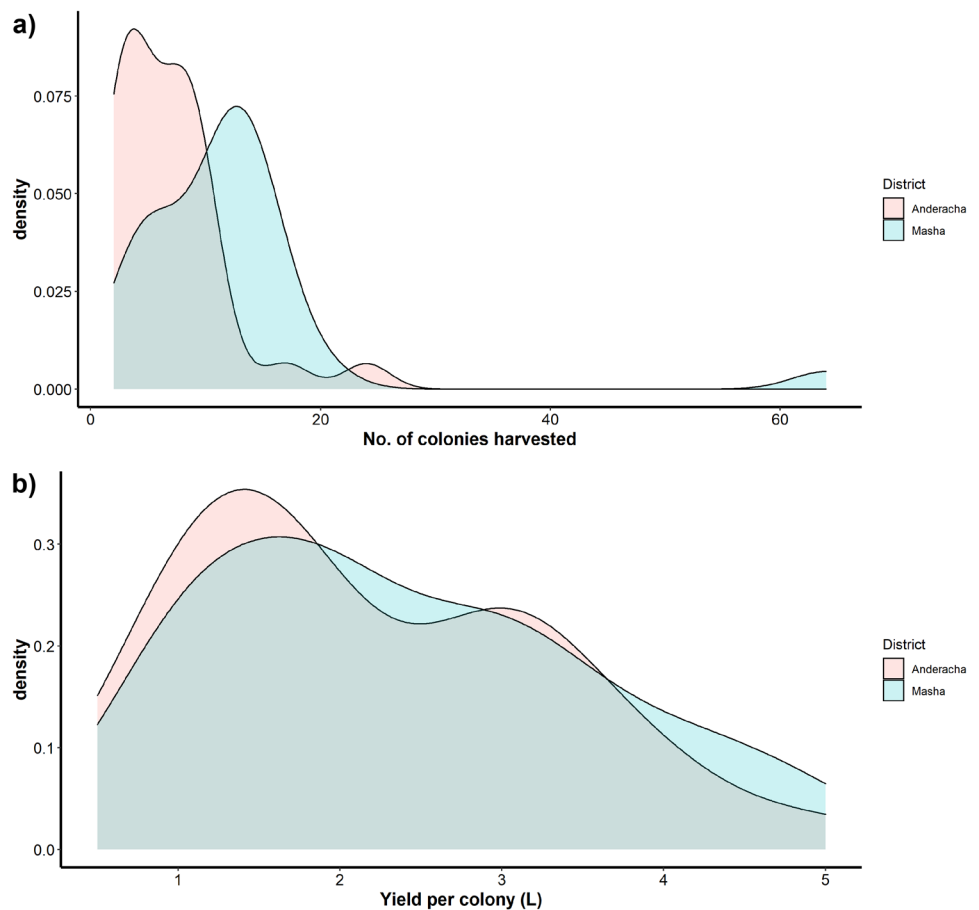 a)
density
0.075
0.050
0.025
0.000
0 20 40 60
No. of colonies harvested
District
Anderacha
Masha
b)
density
0.3
0.2
0.1
0.0
1 2 3 4 5
Yield per colony (L)
District
Anderacha
Masha